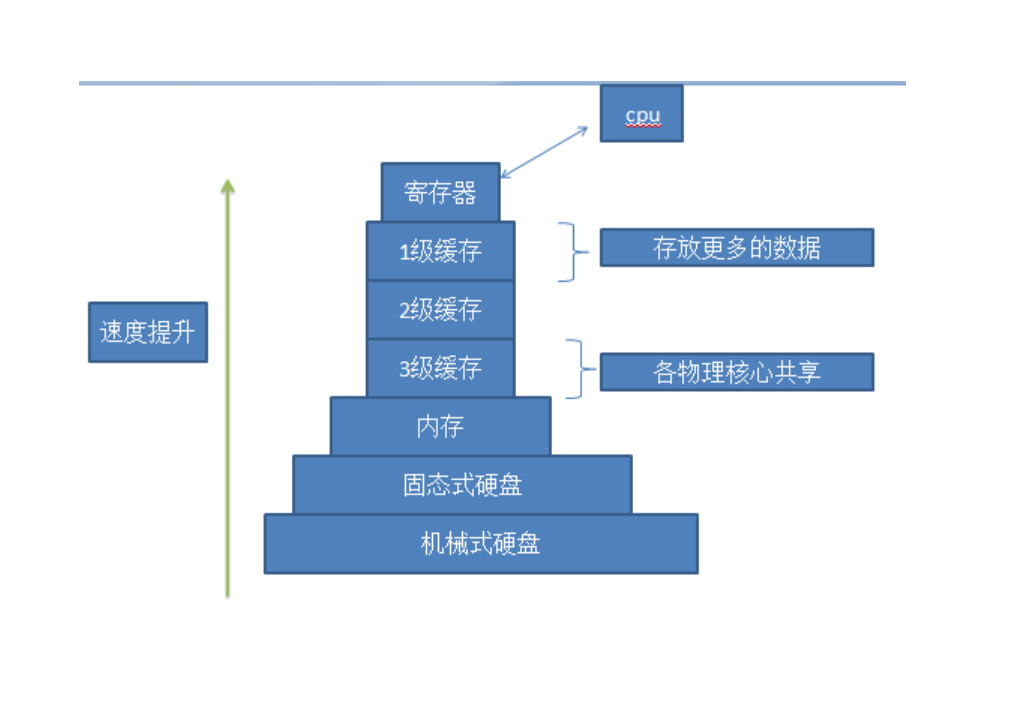 cpu
寄存器
1级缓存
存放更多的数据
2级缓存
速度提升
3级缓存
各物理核心共享
内存
固态式硬盘
机械式硬盘